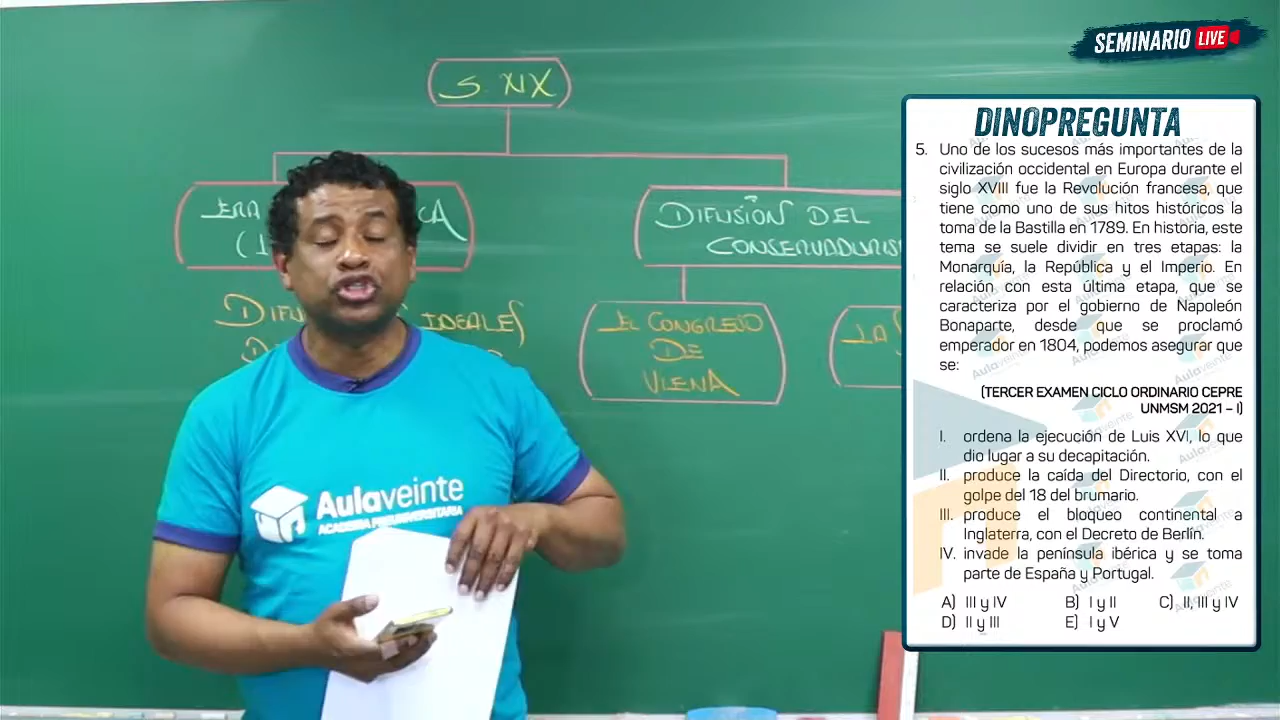 SEMINARIO LIVE
S. XIX
ERA
CA
DIFUSIÓN DEL
IDEALES
EL CONGRESO
DE
VIENA
LA
Aulaveinte
ACADEMIA PREUNIVERSITARIA
DINOPREGUNTA
5. Uno de los sucesos más importantes de la
civilización occidental en Europa durante el
siglo XVIII fue la Revolución francesa, que
tiene como uno de sus hitos históricos la
toma de la Bastilla en 1789. En historia, este
tema se suele dividir en tres etapas: la
Monarquía, la República y el Imperio. En
relación con esta última etapa, que se
caracteriza por el gobierno de Napoleón
Bonaparte, desde que se proclamó
emperador en 1804, podemos asegurar que
se:
(TERCER EXAMEN CICLO ORDINARIO CEPRE
UNMSM 2021 – I)
I. ordena la ejecución de Luis XVI, lo que
dio lugar a su decapitación.
II. produce la caída del Directorio, con el
golpe del 18 del brumario.
III. produce el bloqueo continental a
Inglaterra, con el Decreto de Berlín.
IV. invade la península ibérica y se toma
parte de España y Portugal.
A) III y IV B) I y II C) II, III y IV
D) II y III E) I y V